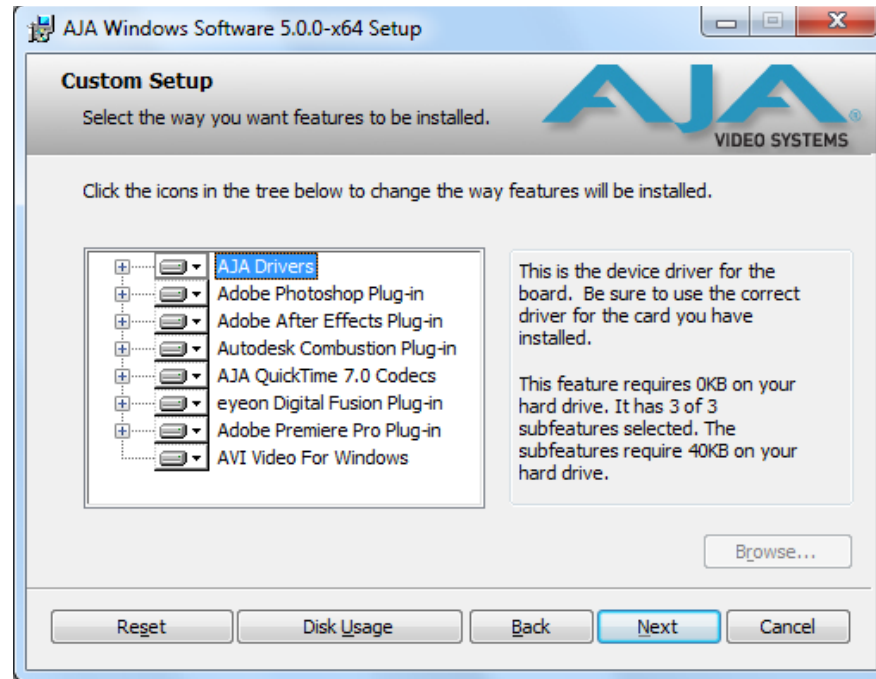 AJA Windows Software 5.0.0-x64 Setup
Custom Setup
Select the way you want features to be installed.
AJA®
VIDEO SYSTEMS
Click the icons in the tree below to change the way features will be installed.
AJA Drivers
Adobe Photoshop Plug-in
Adobe After Effects Plug-in
Autodesk Combustion Plug-in
AJA QuickTime 7.0 Codecs
eyeon Digital Fusion Plug-in
Adobe Premiere Pro Plug-in
AVI Video For Windows
This is the device driver for the
board.  Be sure to use the correct
driver for the card you have
installed.
This feature requires 0KB on your
hard drive. It has 3 of 3
subfeatures selected. The
subfeatures require 40KB on your
hard drive.
Browse...
Reset
Disk Usage
Back
Next
Cancel